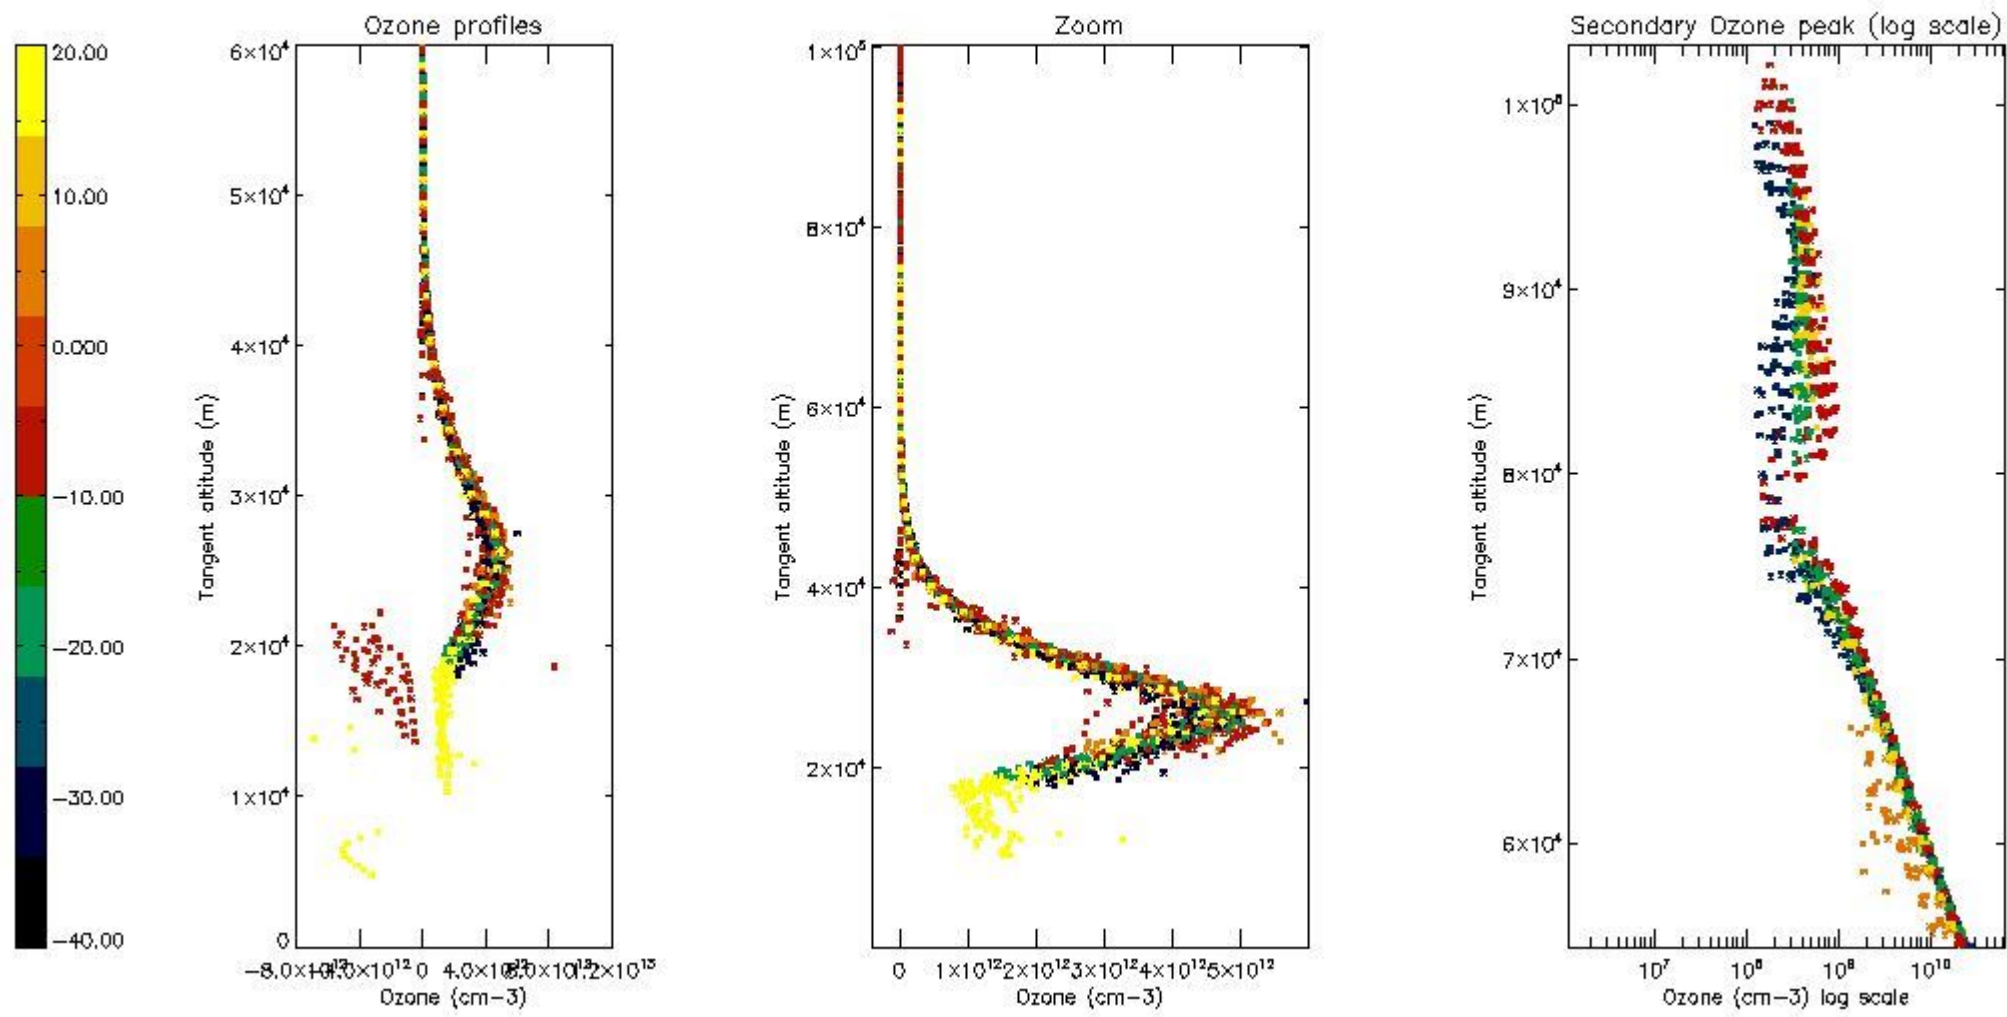 Ozone profiles
Zoom
Secondary Ozone peak (log scale)
20.00
10.00
0.000
−10.00
−20.00
−30.00
−40.00
6×10⁴
5×10⁴
4×10⁴
3×10⁴
2×10⁴
1×10⁴
0
Tangent altitude (m)
0
Ozone (cm−3)
1×10⁵
8×10⁴
6×10⁴
4×10⁴
2×10⁴
Tangent altitude (m)
0 1×10¹² 2×10¹² 3×10¹² 4×10¹² 5×10¹²
Ozone (cm−3)
9×10⁴
8×10⁴
7×10⁴
6×10⁴
Tangent altitude (m)
10⁷ 10⁸ 10⁹ 10¹⁰
Ozone (cm−3) log scale